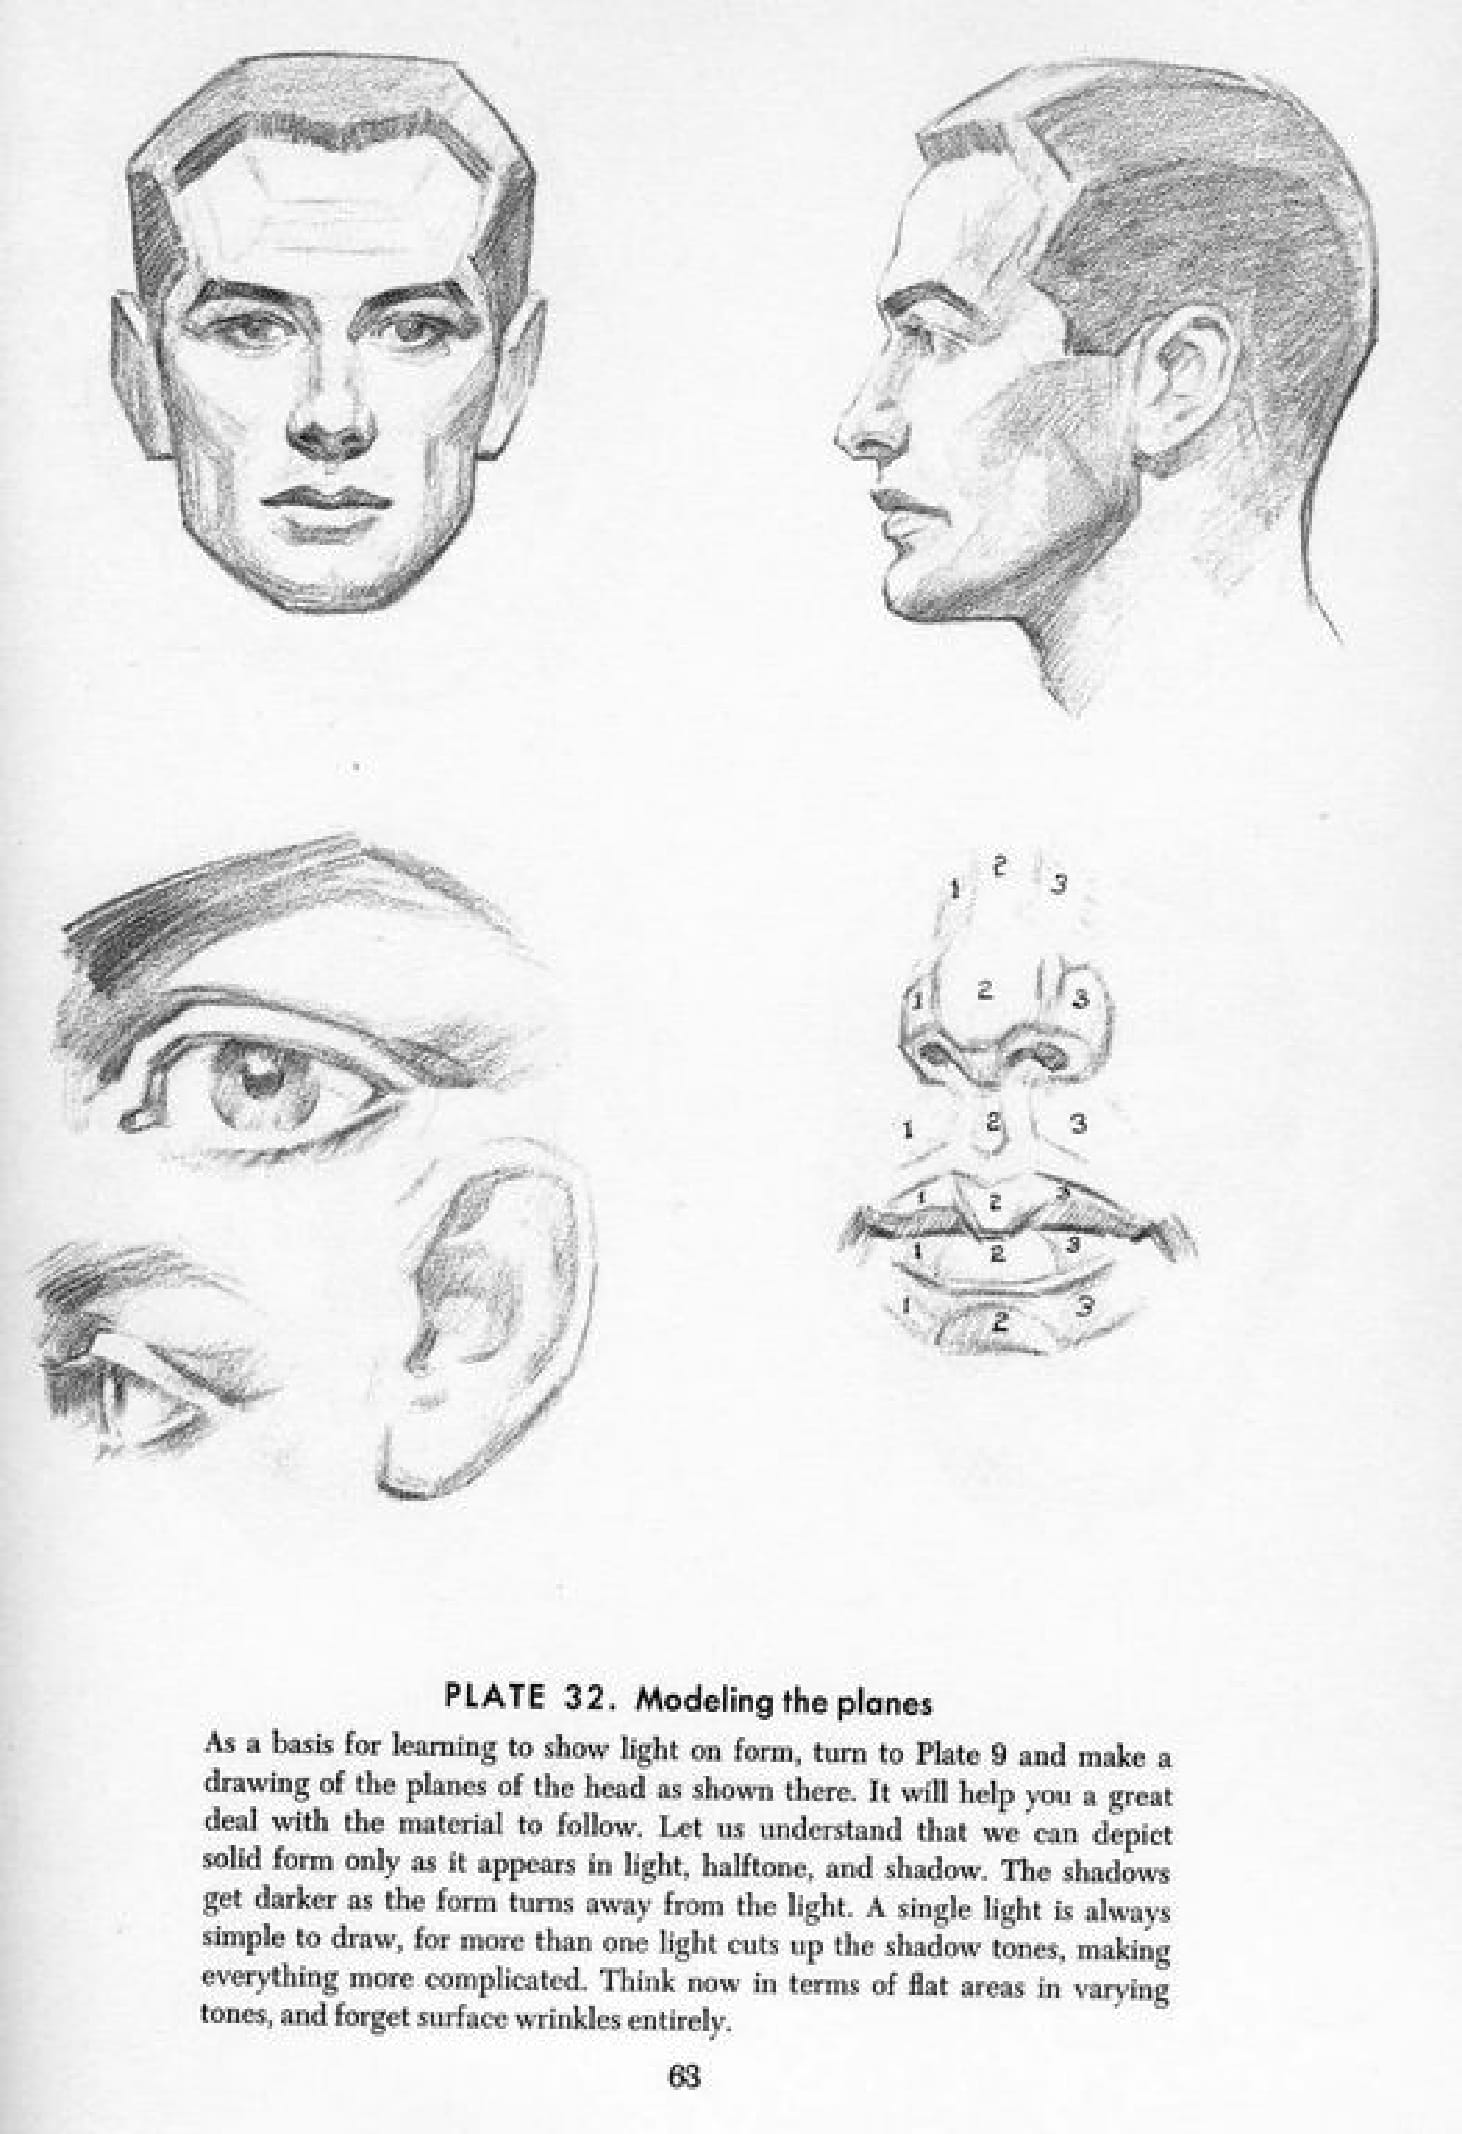 2
1 3
2
1 3
1 2 3
1 2 3
1 2 3
1 2 3
PLATE 32. Modeling the planes
As a basis for learning to show light on form, turn to Plate 9 and make a
drawing of the planes of the head as shown there. It will help you a great
deal with the material to follow. Let us understand that we can depict
solid form only as it appears in light, halftone, and shadow. The shadows
get darker as the form turns away from the light. A single light is always
simple to draw, for more than one light cuts up the shadow tones, making
everything more complicated. Think now in terms of flat areas in varying
tones, and forget surface wrinkles entirely.
63